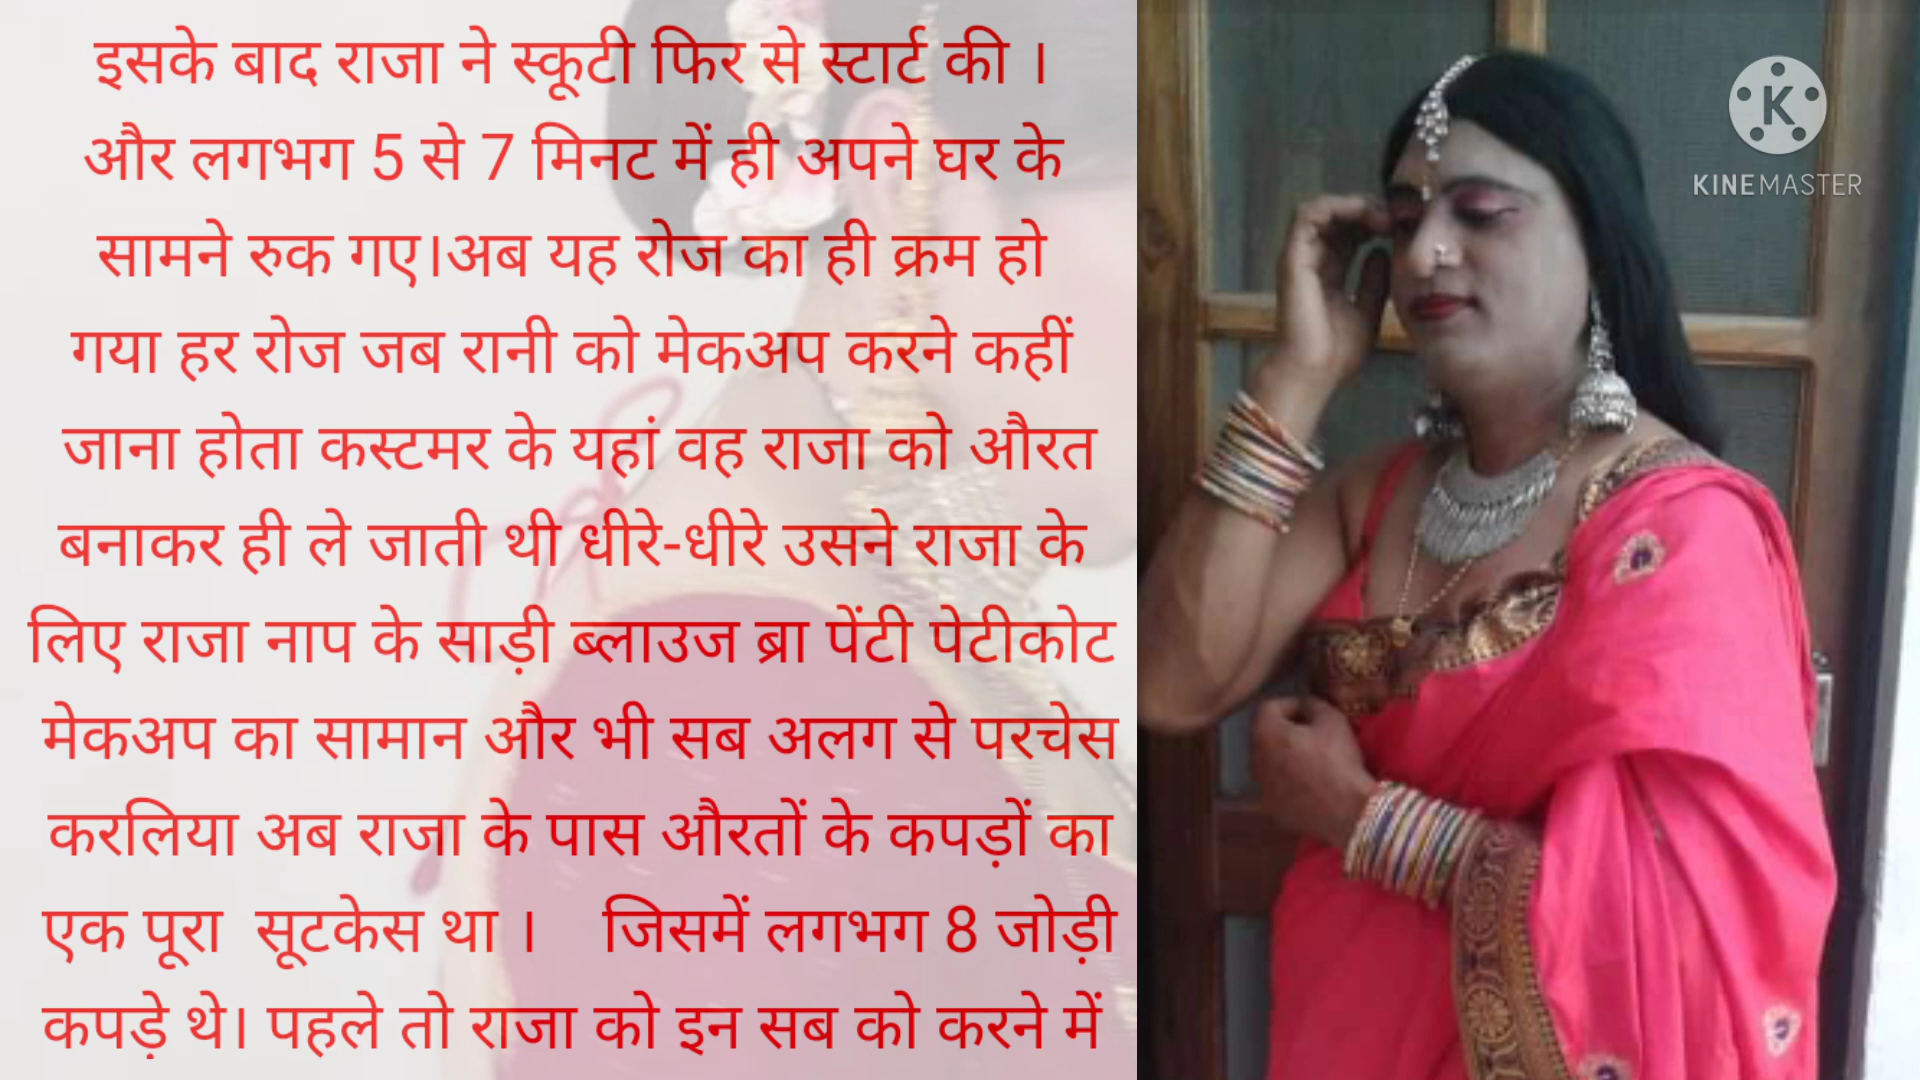 इसके बाद राजा ने स्कूटी फिर से स्टार्ट की ।
और लगभग 5 से 7 मिनट में ही अपने घर के
सामने रुक गए।अब यह रोज का ही क्रम हो
गया हर रोज जब रानी को मेकअप करने कहीं
जाना होता कस्टमर के यहां वह राजा को औरत
बनाकर ही ले जाती थी धीरे-धीरे उसने राजा के
लिए राजा नाप के साड़ी ब्लाउज ब्रा पेंटी पेटीकोट
मेकअप का सामान और भी सब अलग से परचेस
करलिया अब राजा के पास औरतों के कपड़ों का
एक पूरा  सूटकेस था ।    जिसमें लगभग 8 जोड़ी
कपड़े थे। पहले तो राजा को इन सब को करने में
K
KINEMASTER